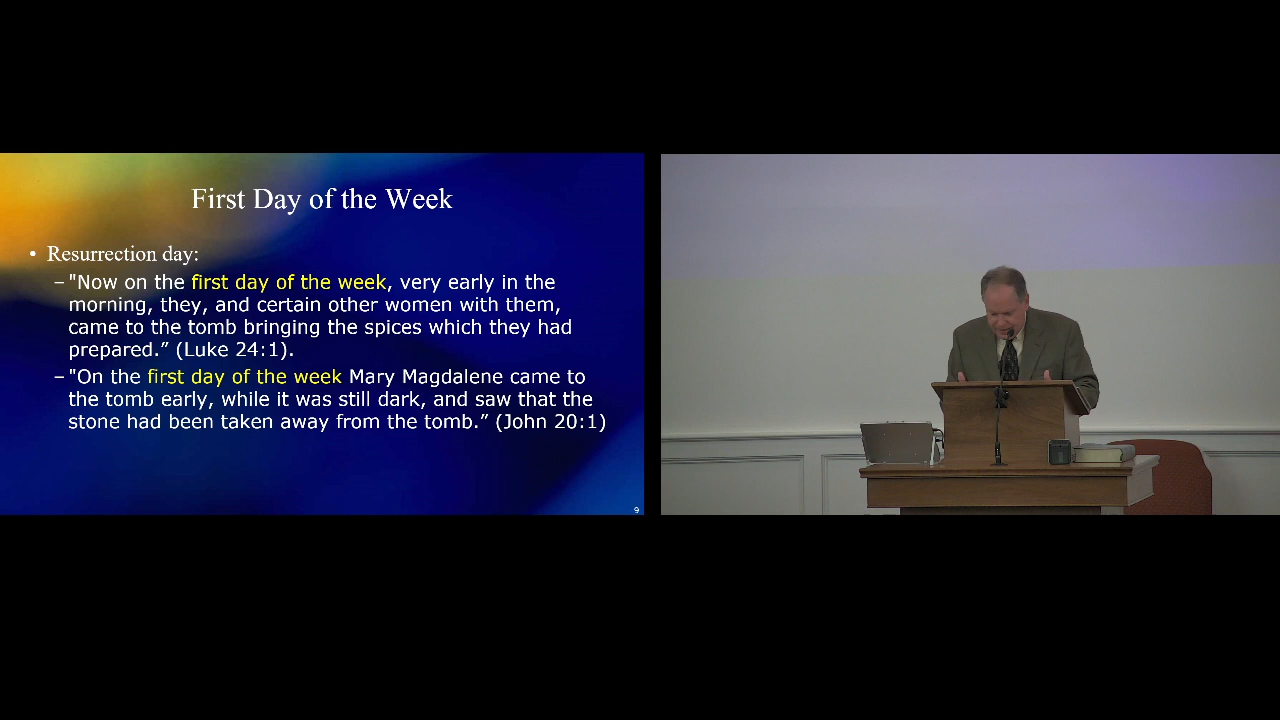 First Day of the Week
• Resurrection day:
– "Now on the first day of the week, very early in the
morning, they, and certain other women with them,
came to the tomb bringing the spices which they had
prepared.” (Luke 24:1).
– "On the first day of the week Mary Magdalene came to
the tomb early, while it was still dark, and saw that the
stone had been taken away from the tomb.” (John 20:1)
9